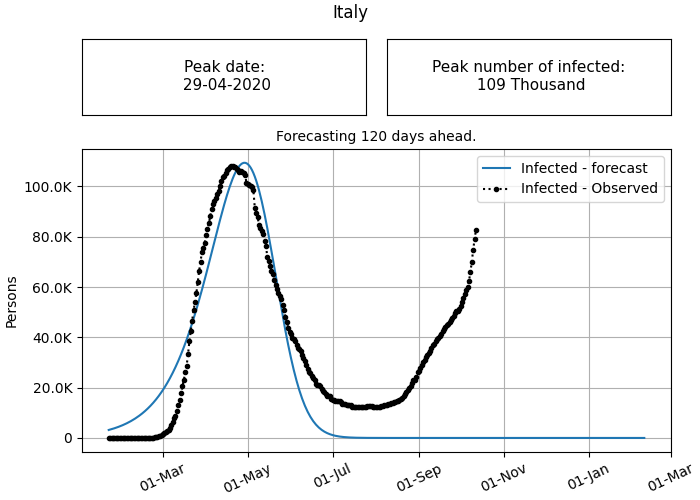 Italy
Peak date:
29-04-2020
Peak number of infected:
109 Thousand
Forecasting 120 days ahead.
Infected - forecast
Infected - Observed
Persons
100.0K
80.0K
60.0K
40.0K
20.0K
0
01-Mar
01-May
01-Jul
01-Sep
01-Nov
01-Jan
01-Mar